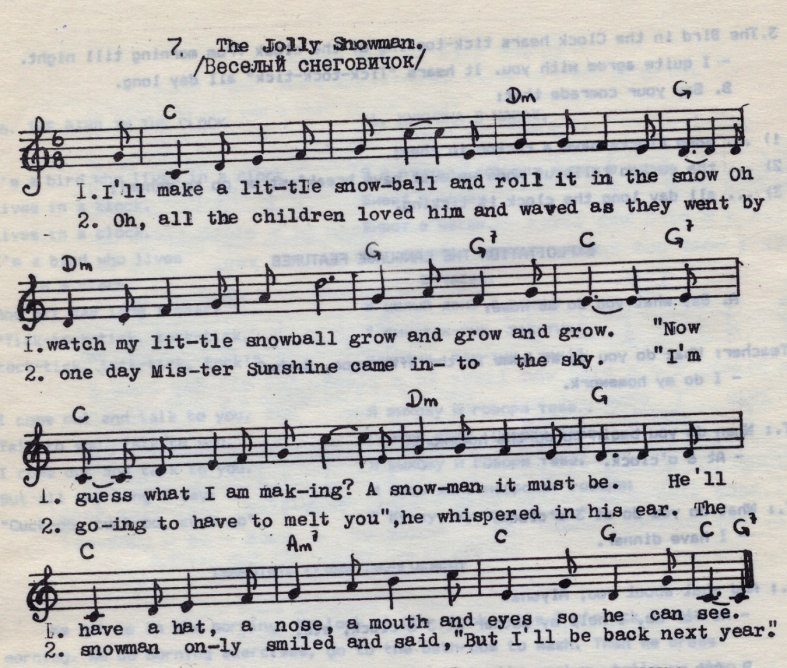 7. The Jolly Snowman.
/Веселый снеговичок/
C Dm G
1. I'll make a lit-tle snow-ball and roll it in the snow Oh
2. Oh, all the children loved him and waved as they went by
Dm G G7 C G7
1. watch my lit-tle snowball grow and grow and grow. "Now
2. one day Mis-ter Sunshine came in- to the sky. "I'm
C Dm G
1. guess what I am mak-ing? A snow-man it must be. He'll
2. go-ing to have to melt you", he whispered in his ear. The
C Am7 C G C G7
1. have a hat, a nose, a mouth and eyes so he can see.
2. snowman on-ly smiled and said, "But I'll be back next year."